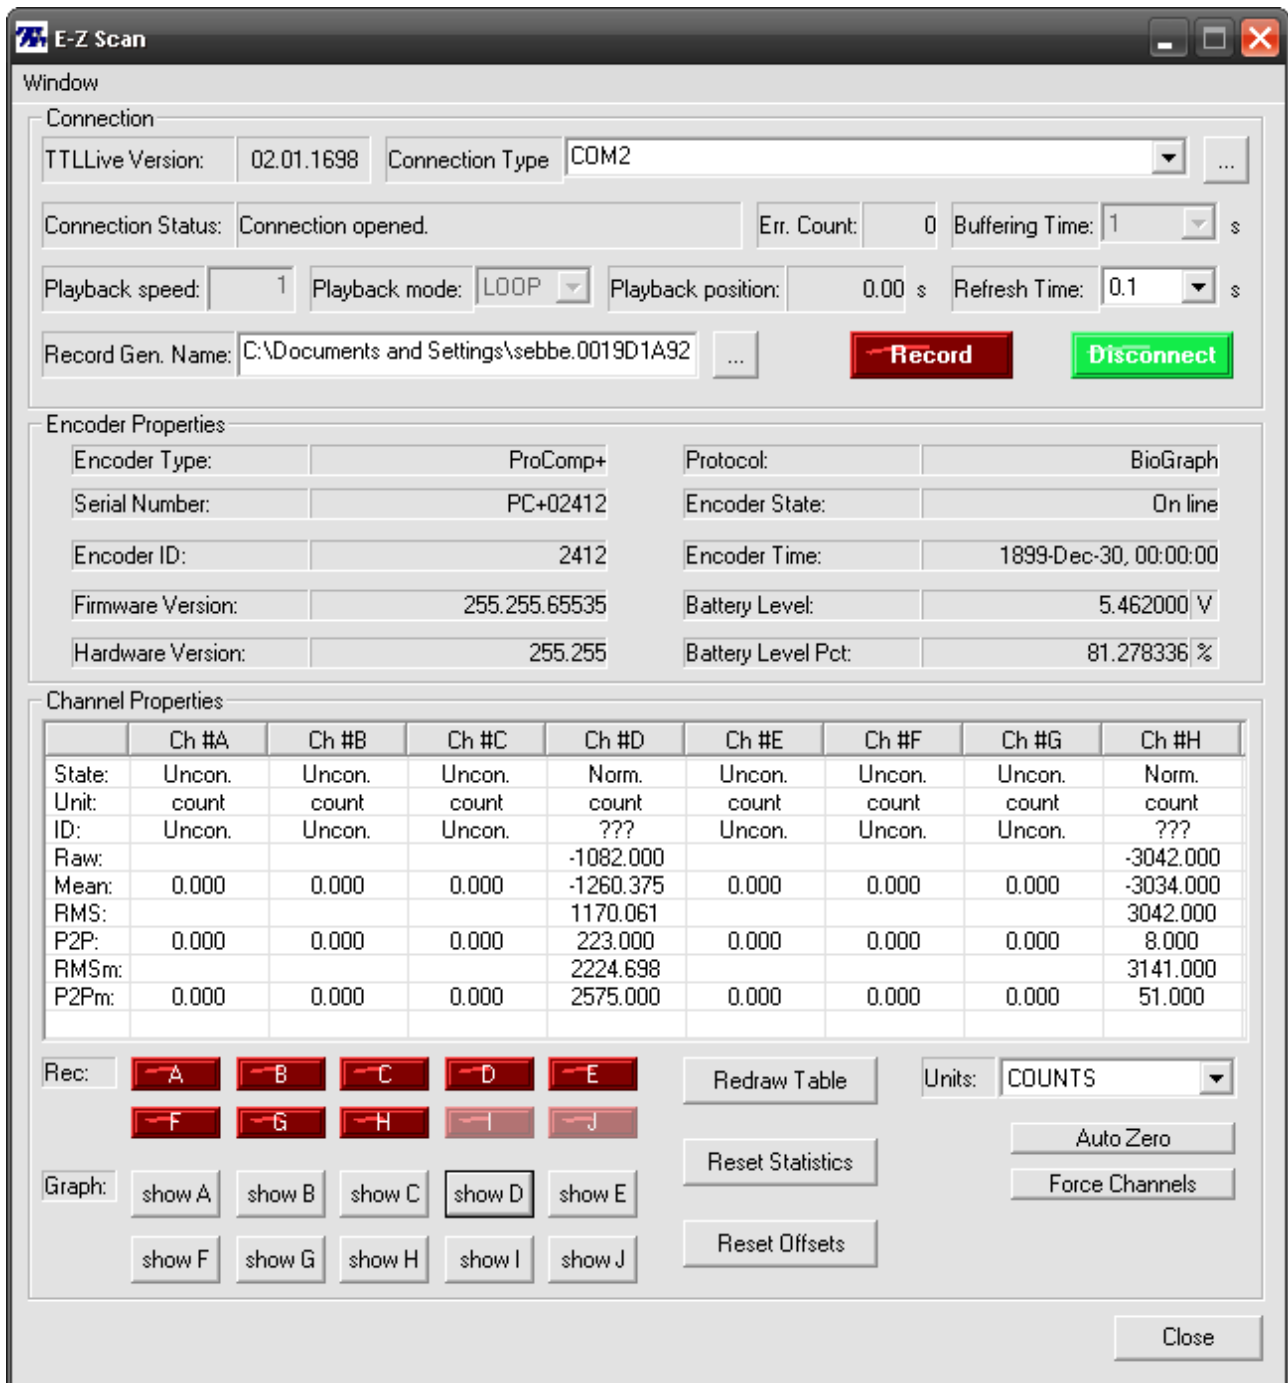 E-Z Scan
Window
Connection
TTLLive Version: 02.01.1698 Connection Type COM2 ...
Connection Status: Connection opened. Err. Count: 0 Buffering Time: 1 s
Playback speed: 1 Playback mode: LOOP Playback position: 0.00 s Refresh Time: 0.1 s
Record Gen. Name: C:\Documents and Settings\sebbe.0019D1A92 ... Record Disconnect
Encoder Properties
Encoder Type: ProComp+ Protocol: BioGraph
Serial Number: PC+02412 Encoder State: On line
Encoder ID: 2412 Encoder Time: 1899-Dec-30, 00:00:00
Firmware Version: 255.255.65535 Battery Level: 5.462000 V
Hardware Version: 255.255 Battery Level Pct: 81.278336 %
Channel Properties
Ch #A Ch #B Ch #C Ch #D Ch #E Ch #F Ch #G Ch #H
State: Uncon. Uncon. Uncon. Norm. Uncon. Uncon. Uncon. Norm.
Unit: count count count count count count count count
ID: Uncon. Uncon. Uncon. ??? Uncon. Uncon. Uncon. ???
Raw: -1082.000 -3042.000
Mean: 0.000 0.000 0.000 -1260.375 0.000 0.000 0.000 -3034.000
RMS: 1170.061 3042.000
P2P: 0.000 0.000 0.000 223.000 0.000 0.000 0.000 8.000
RMSm: 2224.698 3141.000
P2Pm: 0.000 0.000 0.000 2575.000 0.000 0.000 0.000 51.000
Rec: A B C D E Redraw Table Units: COUNTS
F G H I J Auto Zero
Reset Statistics
Graph: show A show B show C show D show E Force Channels
show F show G show H show I show J Reset Offsets
Close